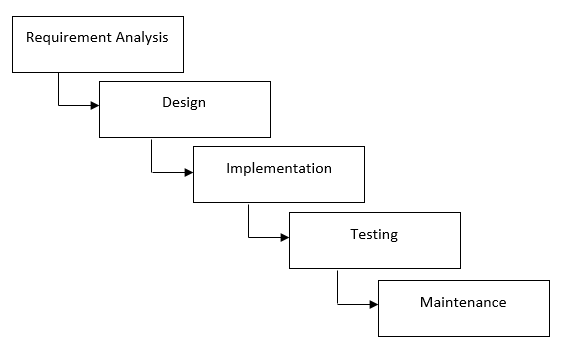 Requirement Analysis
Design
Implementation
Testing
Maintenance